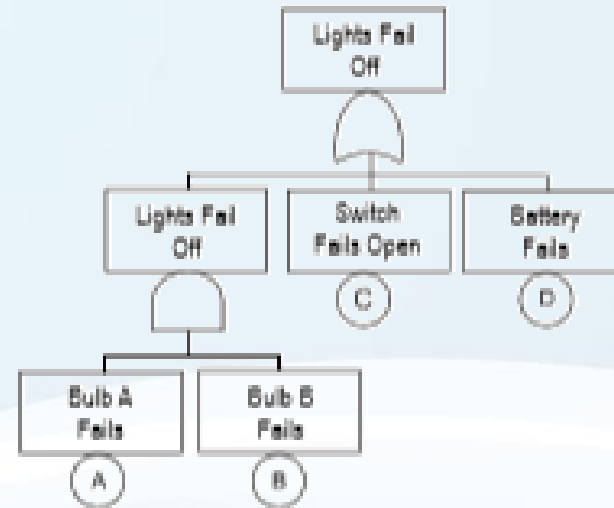 Lights Fail
Off
Lights Fail
Off
Switch
Fails Open
Battery
Fails
C
D
Bulb A
Fails
Bulb B
Fails
A
B